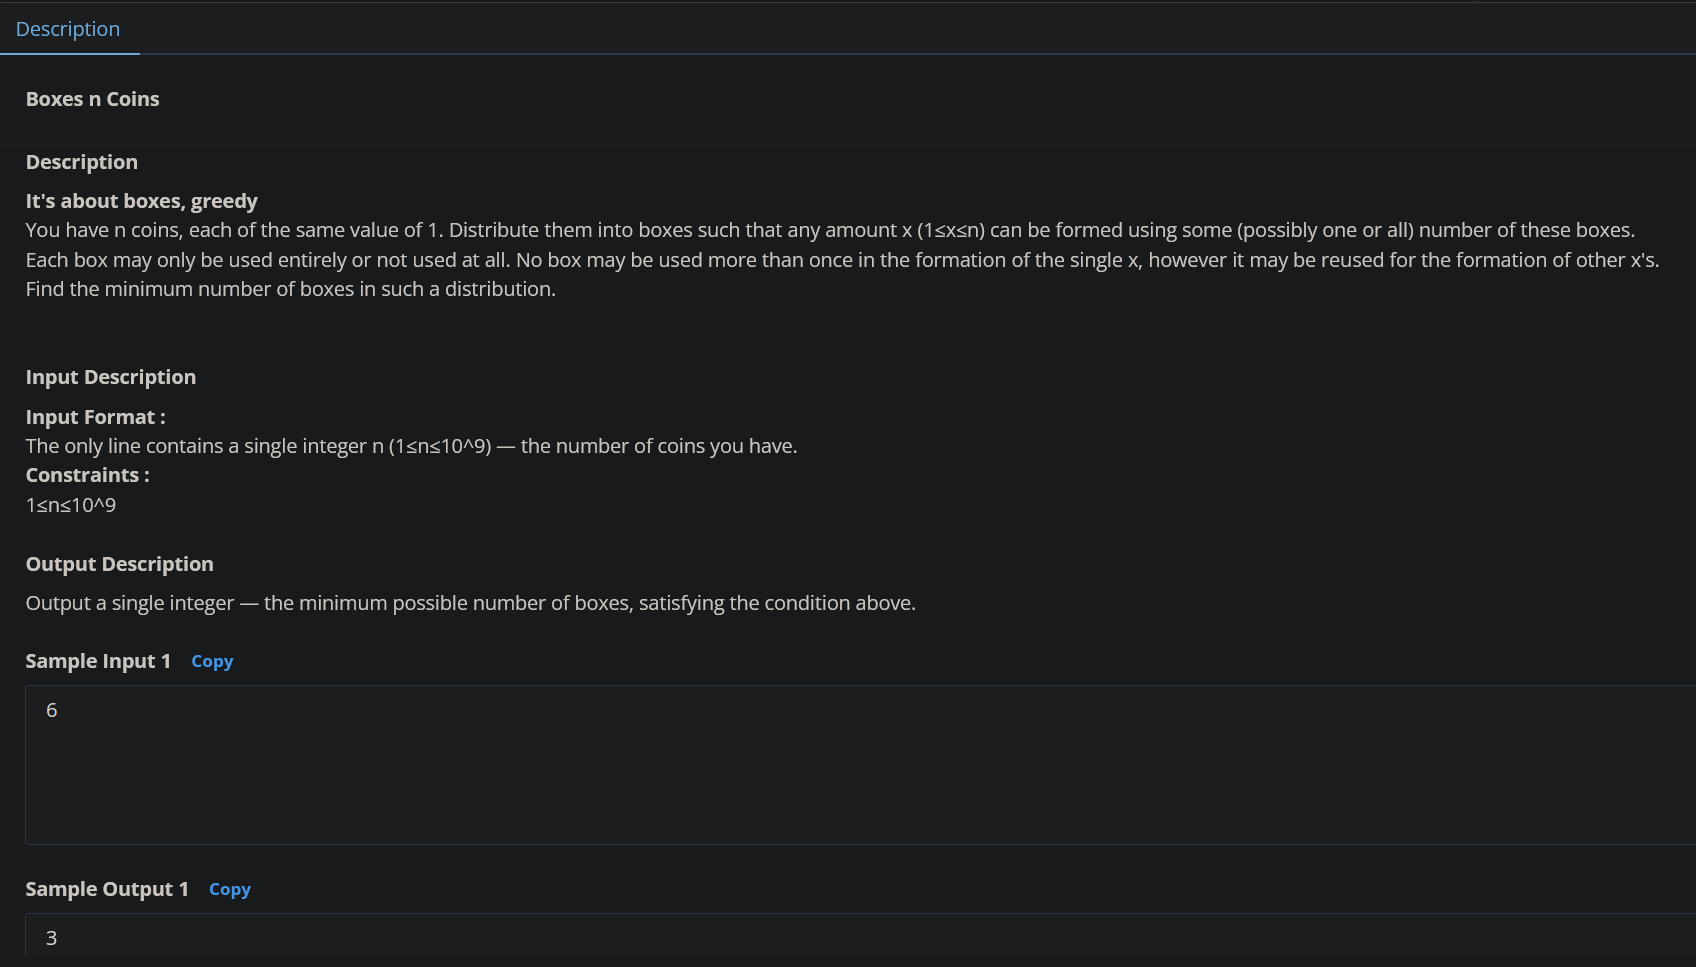 Description
Boxes n Coins
Description
It's about boxes, greedy
You have n coins, each of the same value of 1. Distribute them into boxes such that any amount x (1≤x≤n) can be formed using some (possibly one or all) number of these boxes.
Each box may only be used entirely or not used at all. No box may be used more than once in the formation of the single x, however it may be reused for the formation of other x's.
Find the minimum number of boxes in such a distribution.
Input Description
Input Format :
The only line contains a single integer n (1≤n≤10^9) — the number of coins you have.
Constraints :
1≤n≤10^9
Output Description
Output a single integer — the minimum possible number of boxes, satisfying the condition above.
Sample Input 1 Copy
6
Sample Output 1 Copy
3